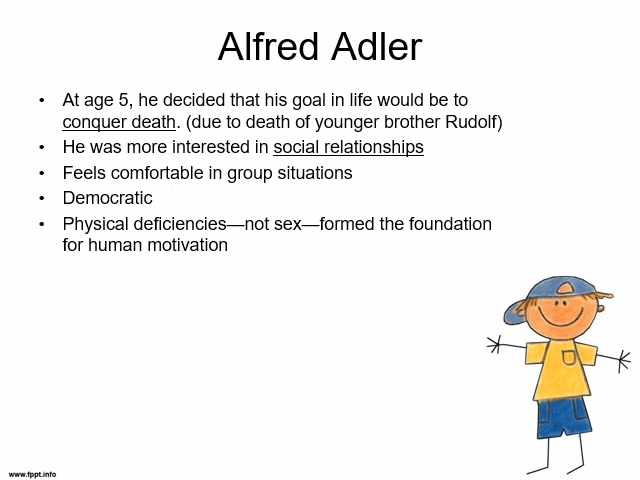 Alfred Adler
• At age 5, he decided that his goal in life would be to
conquer death. (due to death of younger brother Rudolf)
• He was more interested in social relationships
• Feels comfortable in group situations
• Democratic
• Physical deficiencies—not sex—formed the foundation
for human motivation
www.fppt.info